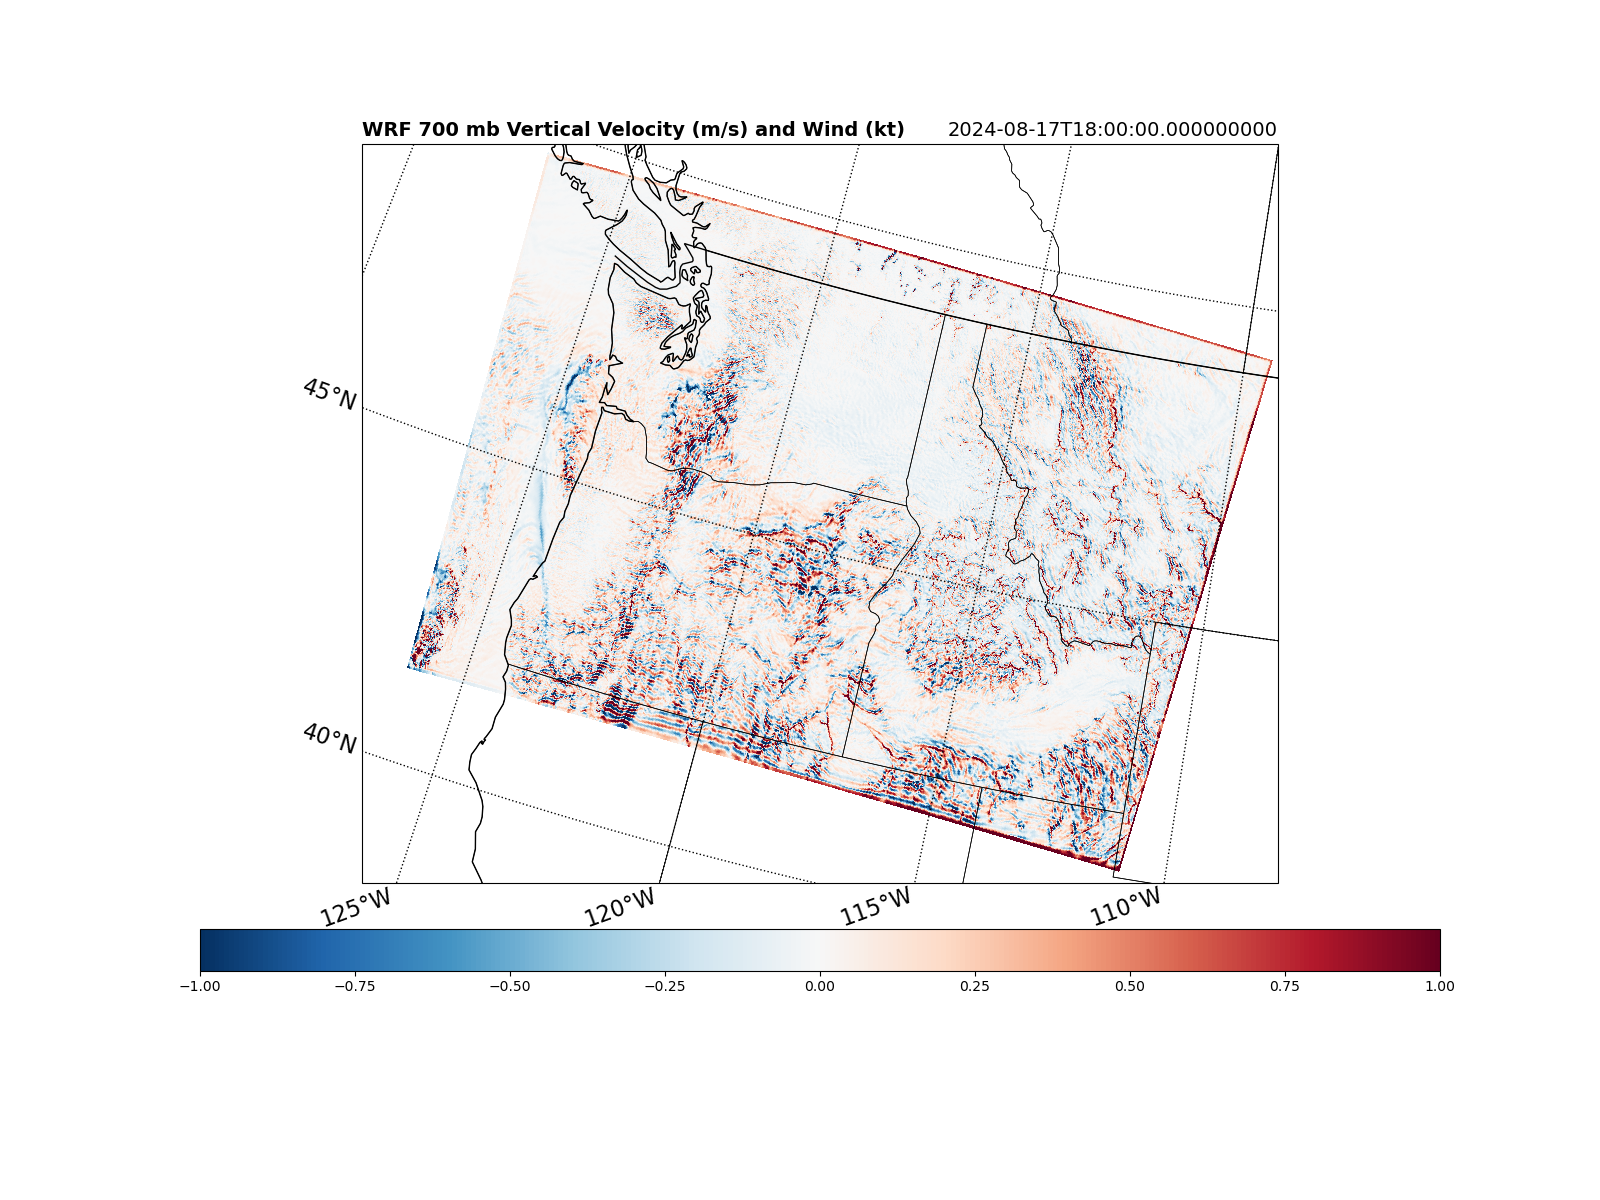 WRF 700 mb Vertical Velocity (m/s) and Wind (kt) 2024-08-17T18:00:00.000000000
45°N
40°N
125°W 120°W 115°W 110°W
−1.00 −0.75 −0.50 −0.25 0.00 0.25 0.50 0.75 1.00